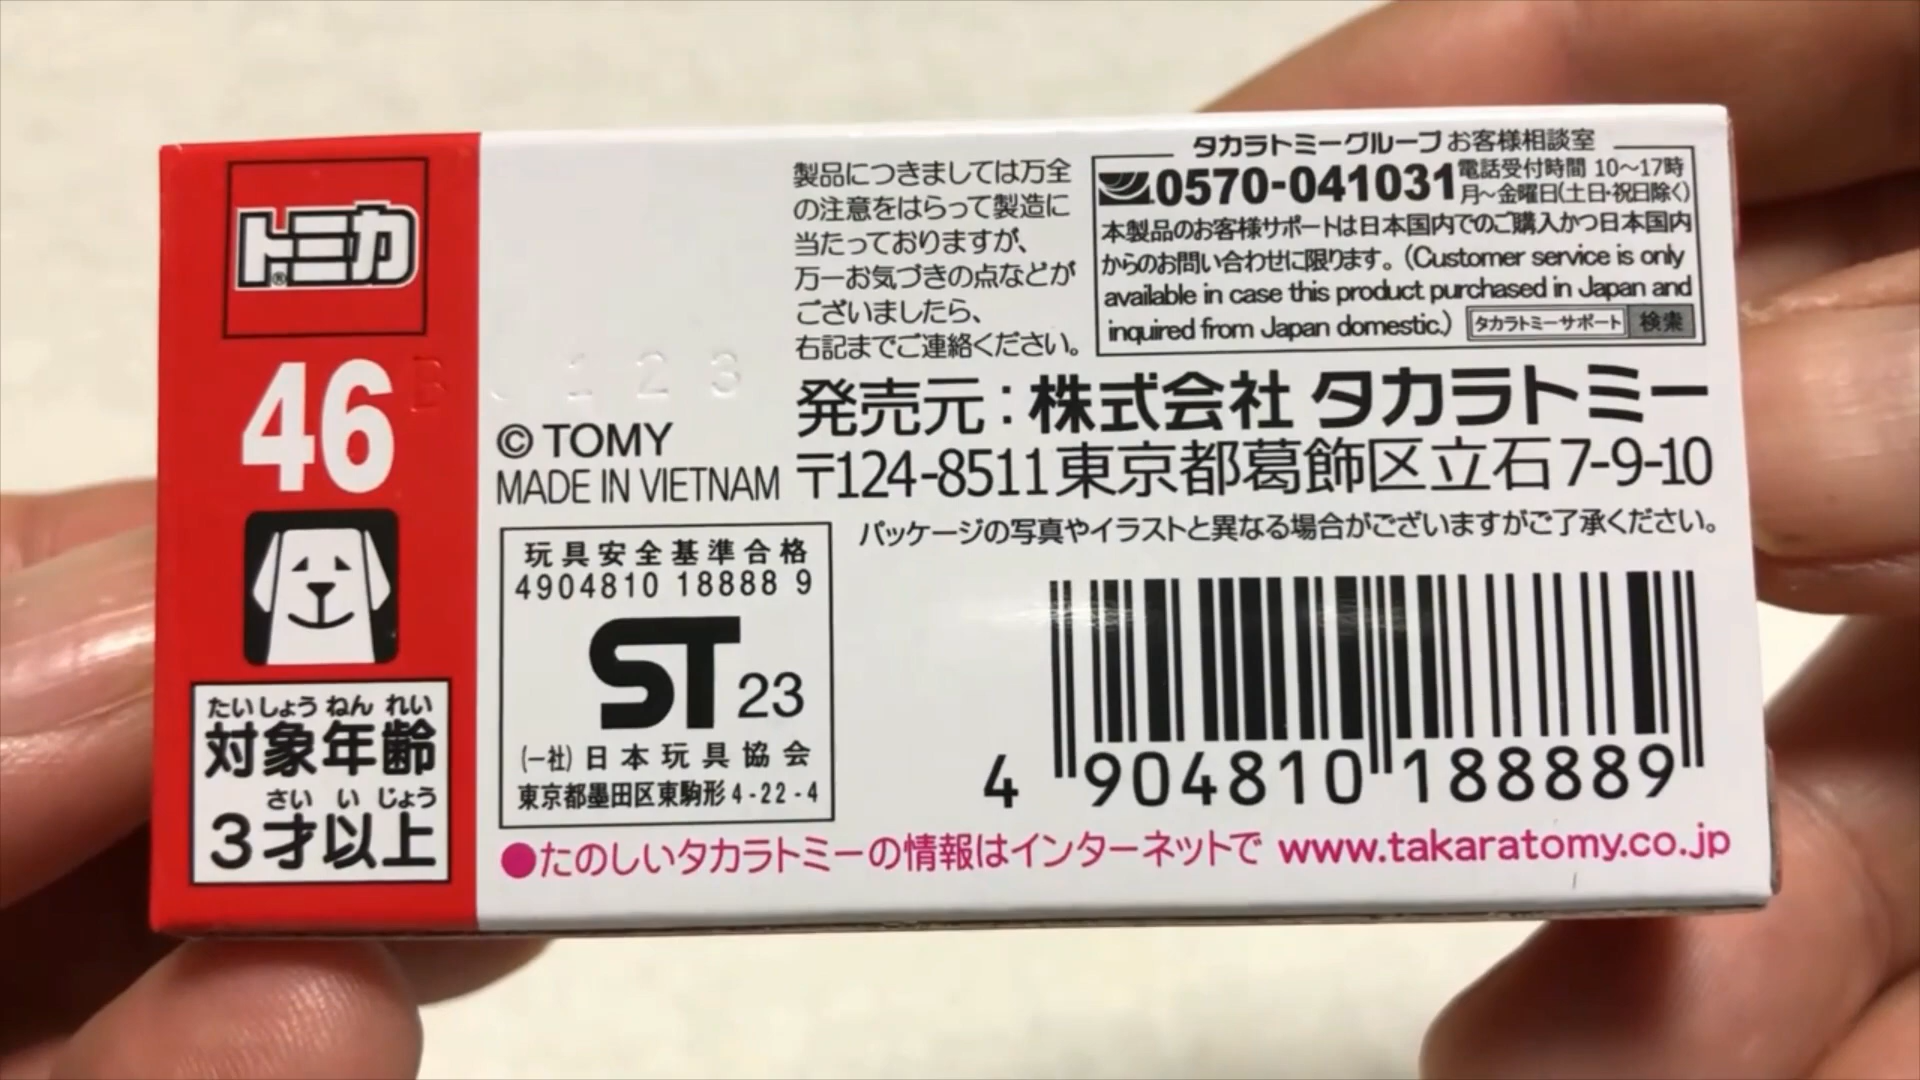 トミカ®
46
たいしょうねんれい
対象年齢
さいいじょう
3才以上
© TOMY
MADE IN VIETNAM
玩具安全基準合格
4904810 18888 9
ST 23
(一社)日本玩具協会
東京都墨田区東駒形4-22-4
製品につきましては万全
の注意をはらって製造に
当たっておりますが、
万一お気づきの点などが
ございましたら、
右記までご連絡ください。
タカラトミーグループお客様相談室
0570-041031
電話受付時間 10〜17時
月〜金曜日(土日・祝日除く)
本製品のお客様サポートは日本国内でのご購入かつ日本国内
からのお問い合わせに限ります。(Customer service is only
available in case this product purchased in Japan and
inquired from Japan domestic.) タカラトミーサポート 検索
発売元：株式会社タカラトミー
〒124-8511東京都葛飾区立石7-9-10
パッケージの写真やイラストと異なる場合がございますがご了承ください。
4 904810 188889
●たのしいタカラトミーの情報はインターネットで www.takaratomy.co.jp